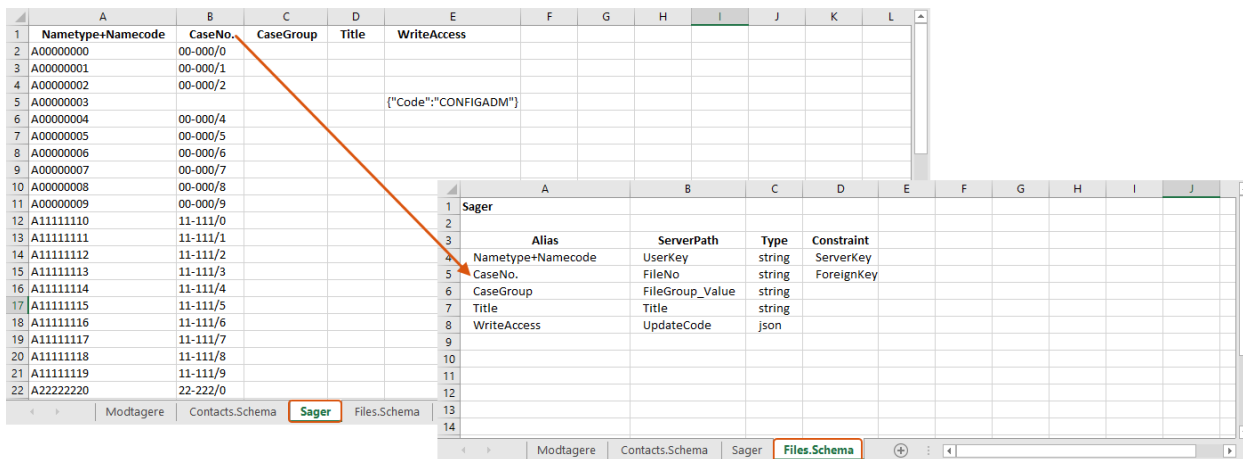 A B C D E F G H I J K L
1 Nametype+Namecode CaseNo. CaseGroup Title WriteAccess
2 A00000000 00-000/0
3 A00000001 00-000/1
4 A00000002 00-000/2
5 A00000003 {"Code":"CONFIGADM"}
6 A00000004 00-000/4
7 A00000005 00-000/5
8 A00000006 00-000/6
9 A00000007 00-000/7
10 A00000008 00-000/8
11 A00000009 00-000/9
12 A11111110 11-111/0
13 A11111111 11-111/1
14 A11111112 11-111/2
15 A11111113 11-111/3
16 A11111114 11-111/4
17 A11111115 11-111/5
18 A11111116 11-111/6
19 A11111117 11-111/7
20 A11111118 11-111/8
21 A11111119 11-111/9
22 A22222220 22-222/0
Modtagere Contacts.Schema Sager Files.Schema
A B C D E F G H I J
1 Sager
2
3 Alias ServerPath Type Constraint
4 Nametype+Namecode UserKey string ServerKey
5 CaseNo. FileNo string ForeignKey
6 CaseGroup FileGroup_Value string
7 Title Title string
8 WriteAccess UpdateCode json
9
10
11
12
13
14
Modtagere Contacts.Schema Sager Files.Schema